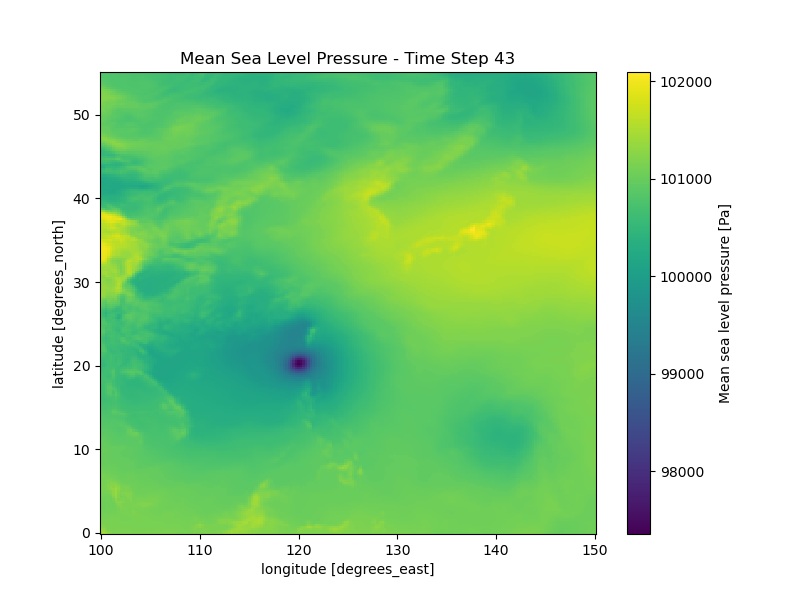 Mean Sea Level Pressure - Time Step 43
latitude [degrees_north]
50
40
30
20
10
0
100 110 120 130 140 150
longitude [degrees_east]
102000
101000
100000
99000
98000
Mean sea level pressure [Pa]